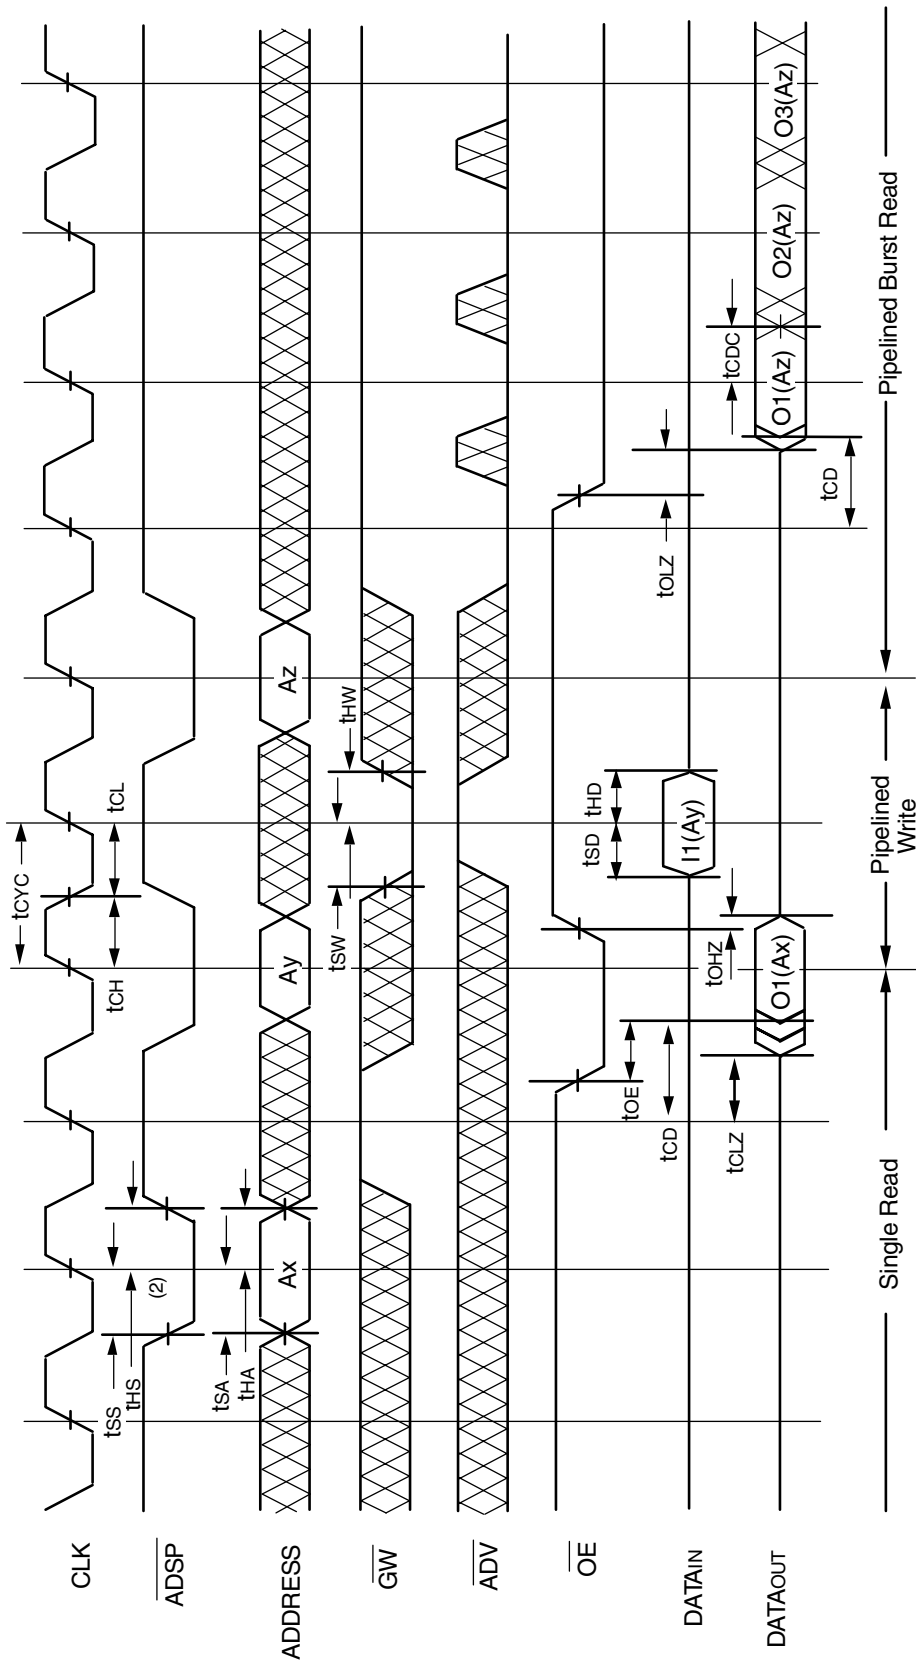 CLK
tCYC
tCH
tCL
ADSP
tSS
tHS
(2)
ADDRESS
tSA
tHA
Ax
Ay
Az
GW
tSW
tHW
ADV
OE
tOE
tOLZ
DATAIN
tCD
tSD
tHD
I1(Ay)
DATAOUT
tCLZ
tOHZ
tCDC
tCD
O1(Ax)
O1(Az)
O2(Az)
O3(Az)
Single Read
Pipelined
Write
Pipelined Burst Read